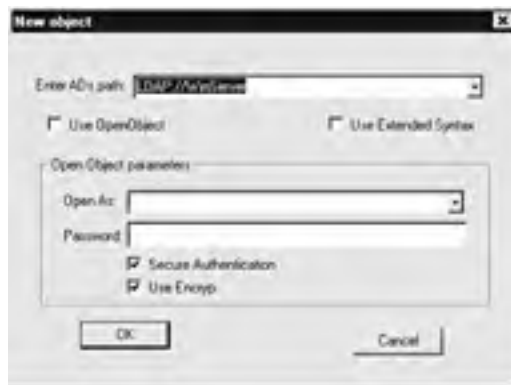 New object
Enter ADs path: LDAP://WinServer
Use OpenObject Use Extended Syntax
Open Object parameters
Open As:
Password:
Secure Authentication
Use Encryp.
OK
Cancel